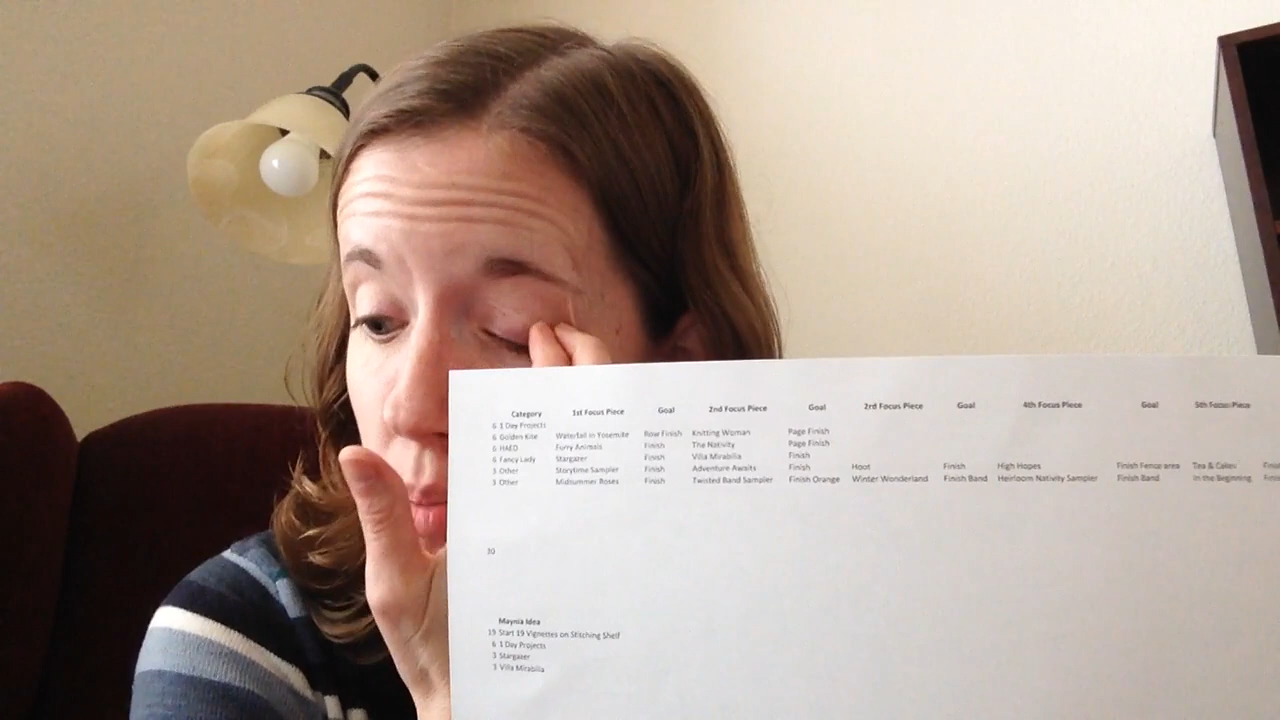 Category 1st Focus Piece Goal 2nd Focus Piece Goal 2rd Focus Piece Goal 4th Focus Piece Goal 5th Focus Piece
6 1 Day Projects
6 Golden Kite Waterfall in Yosemite Row Finish Knitting Woman Page Finish
6 HAED Furry Animals Finish The Nativity Page Finish
6 Fancy Lady Stargazer Finish Villa Mirabilia Finish
3 Other Storytime Sampler Finish Adventure Awaits Finish Hoot Finish High Hopes Finish Fence area Tea & Cakes
3 Other Midsummer Roses Finish Twisted Band Sampler Finish Orange Winter Wonderland Finish Band Heirloom Nativity Sampler Finish Band In the Beginning
30
Maynia Idea
19 Start 19 Vignettes on Stitching Shelf
6 1 Day Projects
3 Stargazer
3 Villa Mirabilia